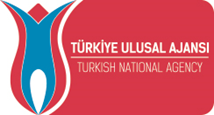 TÜRKİYE ULUSAL AJANSI
TURKISH NATIONAL AGENCY